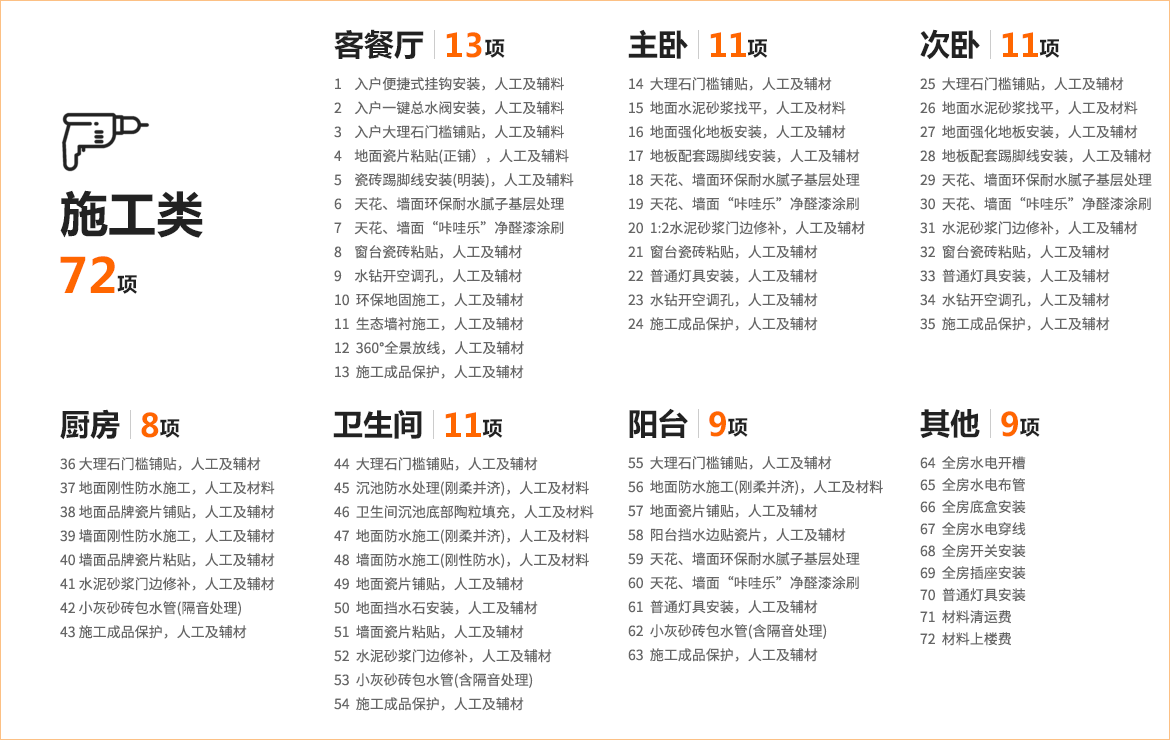 施工类
72项
客餐厅 13项
1 入户便捷式挂钩安装，人工及辅料
2 入户一键总水阀安装，人工及辅料
3 入户大理石门槛铺贴，人工及辅料
4 地面瓷片粘贴(正铺），人工及辅料
5 瓷砖踢脚线安装(明装)，人工及辅料
6 天花、墙面环保耐水腻子基层处理
7 天花、墙面“咔哇乐”净醛漆涂刷
8 窗台瓷砖粘贴，人工及辅材
9 水钻开空调孔，人工及辅材
10 环保地固施工，人工及辅材
11 生态墙衬施工，人工及辅材
12 360°全景放线，人工及辅材
13 施工成品保护，人工及辅材
主卧 11项
14 大理石门槛铺贴，人工及辅材
15 地面水泥砂浆找平，人工及材料
16 地面强化地板安装，人工及辅材
17 地板配套踢脚线安装，人工及辅材
18 天花、墙面环保耐水腻子基层处理
19 天花、墙面“咔哇乐”净醛漆涂刷
20 1:2水泥砂浆门边修补，人工及辅材
21 窗台瓷砖粘贴，人工及辅材
22 普通灯具安装，人工及辅材
23 水钻开空调孔，人工及辅材
24 施工成品保护，人工及辅材
次卧 11项
25 大理石门槛铺贴，人工及辅材
26 地面水泥砂浆找平，人工及材料
27 地面强化地板安装，人工及辅材
28 地板配套踢脚线安装，人工及辅材
29 天花、墙面环保耐水腻子基层处理
30 天花、墙面“咔哇乐”净醛漆涂刷
31 水泥砂浆门边修补，人工及辅材
32 窗台瓷砖粘贴，人工及辅材
33 普通灯具安装，人工及辅材
34 水钻开空调孔，人工及辅材
35 施工成品保护，人工及辅材
厨房 8项
36 大理石门槛铺贴，人工及辅材
37 地面刚性防水施工，人工及材料
38 地面品牌瓷片铺贴，人工及辅材
39 墙面刚性防水施工，人工及辅材
40 墙面品牌瓷片粘贴，人工及辅材
41 水泥砂浆门边修补，人工及辅材
42 小灰砂砖包水管(隔音处理)
43 施工成品保护，人工及辅材
卫生间 11项
44 大理石门槛铺贴，人工及辅材
45 沉池防水处理(刚柔并济)，人工及材料
46 卫生间沉池底部陶粒填充，人工及材料
47 地面防水施工(刚柔并济)，人工及材料
48 墙面防水施工(刚性防水)，人工及材料
49 地面瓷片铺贴，人工及辅材
50 地面挡水石安装，人工及辅材
51 墙面瓷片粘贴，人工及辅材
52 水泥砂浆门边修补，人工及辅材
53 小灰砂砖包水管(含隔音处理)
54 施工成品保护，人工及辅材
阳台 9项
55 大理石门槛铺贴，人工及辅材
56 地面防水施工(刚柔并济)，人工及材料
57 地面瓷片铺贴，人工及辅材
58 阳台挡水边贴瓷片，人工及辅材
59 天花、墙面环保耐水腻子基层处理
60 天花、墙面“咔哇乐”净醛漆涂刷
61 普通灯具安装，人工及辅材
62 小灰砂砖包水管(含隔音处理)
63 施工成品保护，人工及辅材
其他 9项
64 全房水电开槽
65 全房水电布管
66 全房底盒安装
67 全房水电穿线
68 全房开关安装
69 全房插座安装
70 普通灯具安装
71 材料清运费
72 材料上楼费